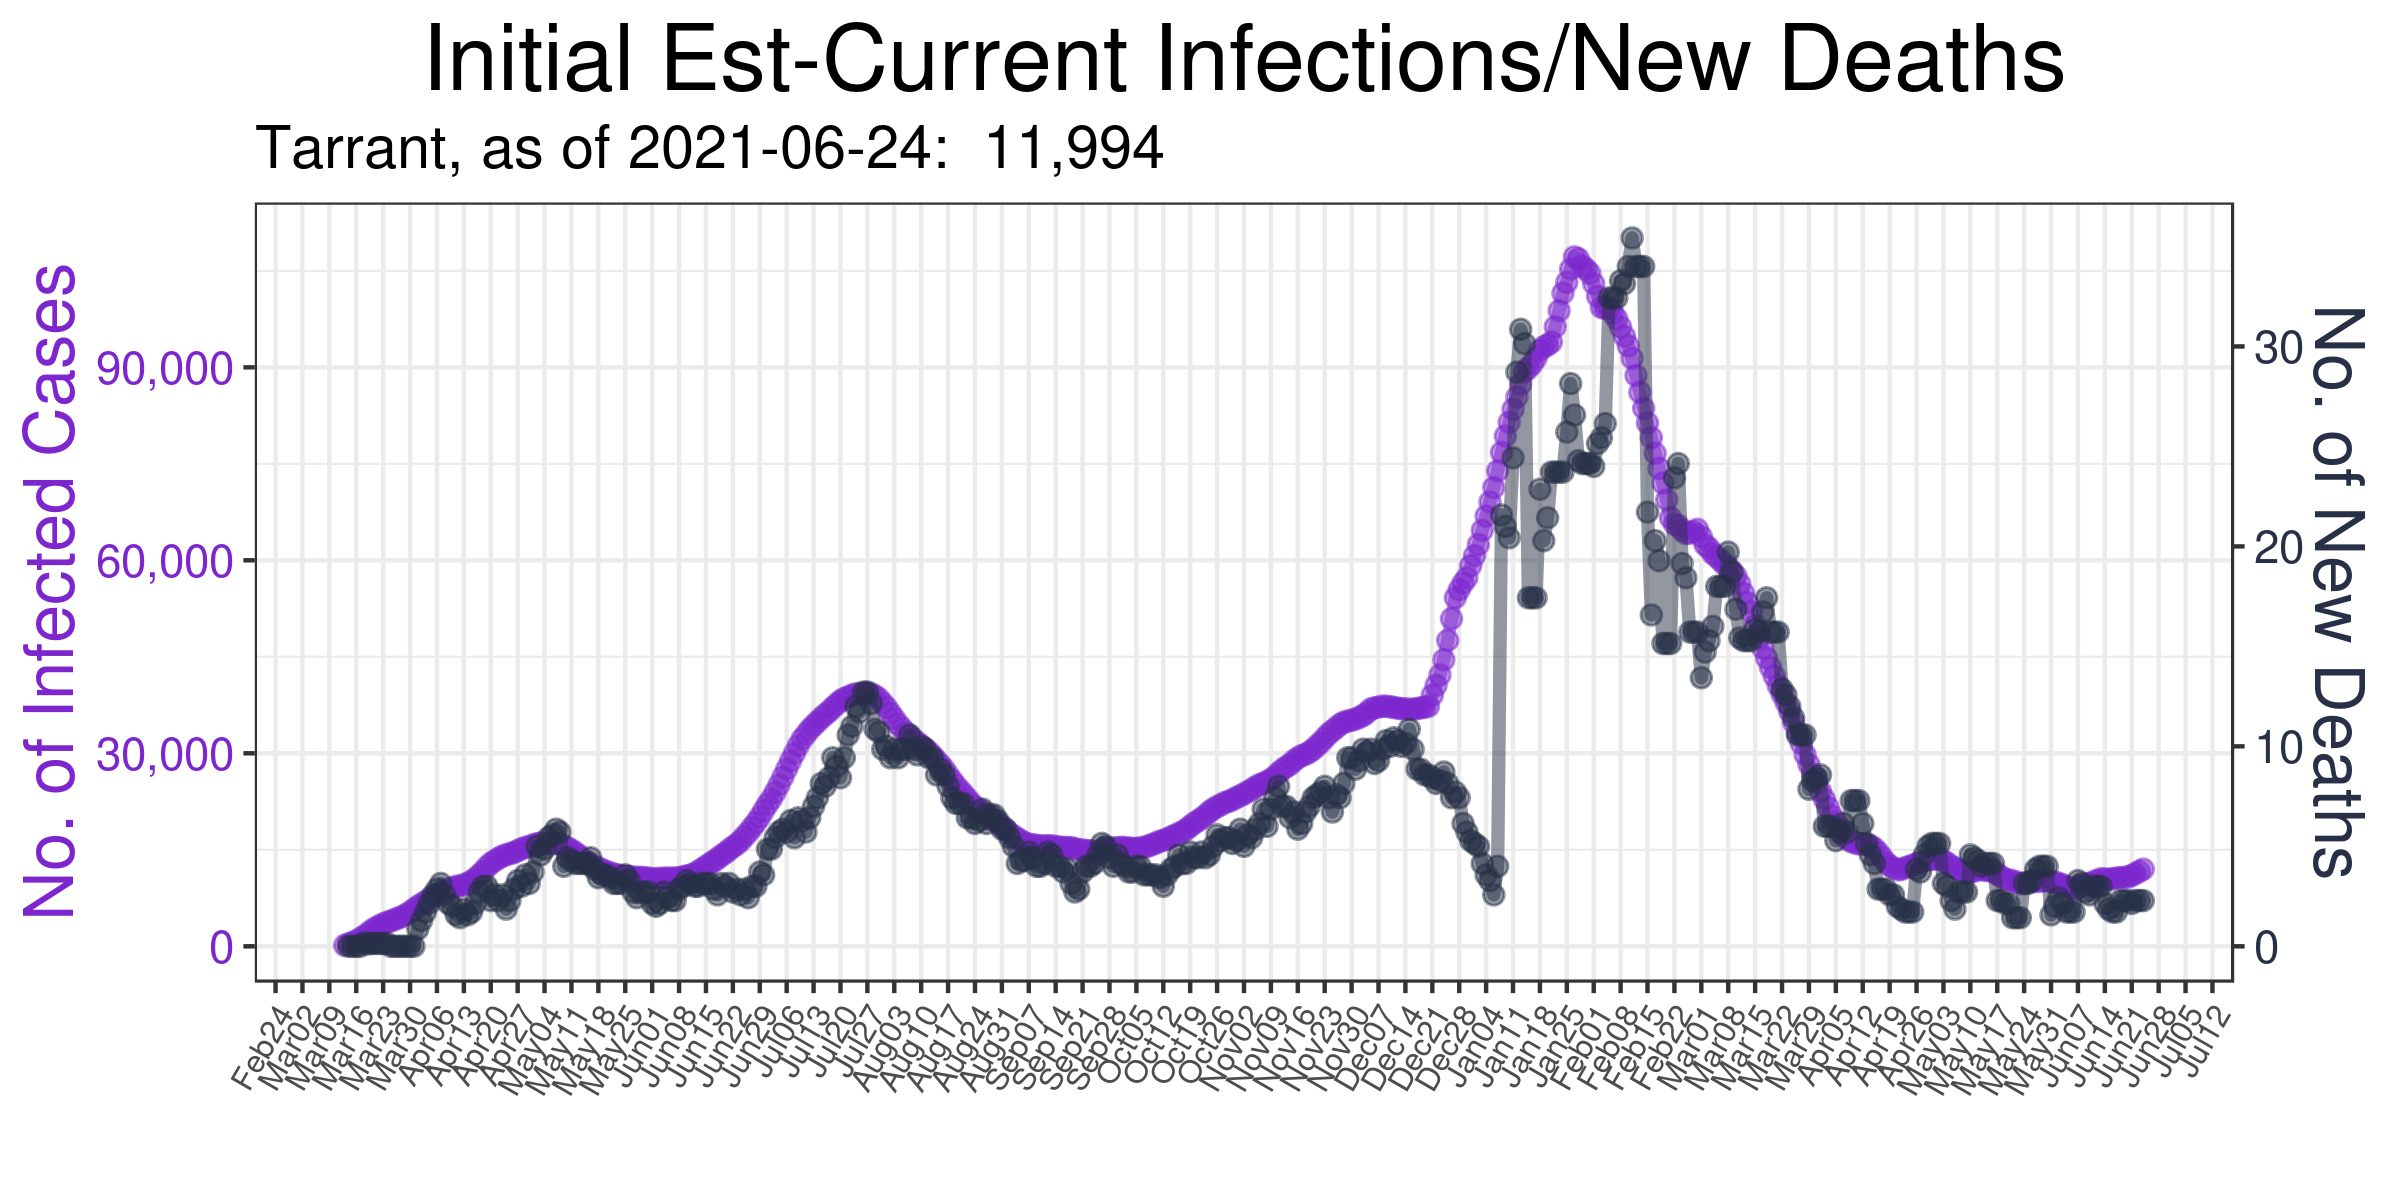 Initial Est-Current Infections/New Deaths
Tarrant, as of 2021-06-24: 11,994
No. of Infected Cases
90,000
60,000
30,000
0
No. of New Deaths
30
20
10
0
Feb24
Mar02
Mar09
Mar16
Mar23
Mar30
Apr06
Apr13
Apr20
Apr27
May04
May11
May18
May25
Jun01
Jun08
Jun15
Jun22
Jun29
Jul06
Jul13
Jul20
Jul27
Aug03
Aug10
Aug17
Aug24
Aug31
Sep07
Sep14
Sep21
Sep28
Oct05
Oct12
Oct19
Oct26
Nov02
Nov09
Nov16
Nov23
Nov30
Dec07
Dec14
Dec21
Dec28
Jan04
Jan11
Jan18
Jan25
Feb01
Feb08
Feb15
Feb22
Mar01
Mar08
Mar15
Mar22
Mar29
Apr05
Apr12
Apr19
Apr26
May03
May10
May17
May24
May31
Jun07
Jun14
Jun21
Jun28
Jul05
Jul12